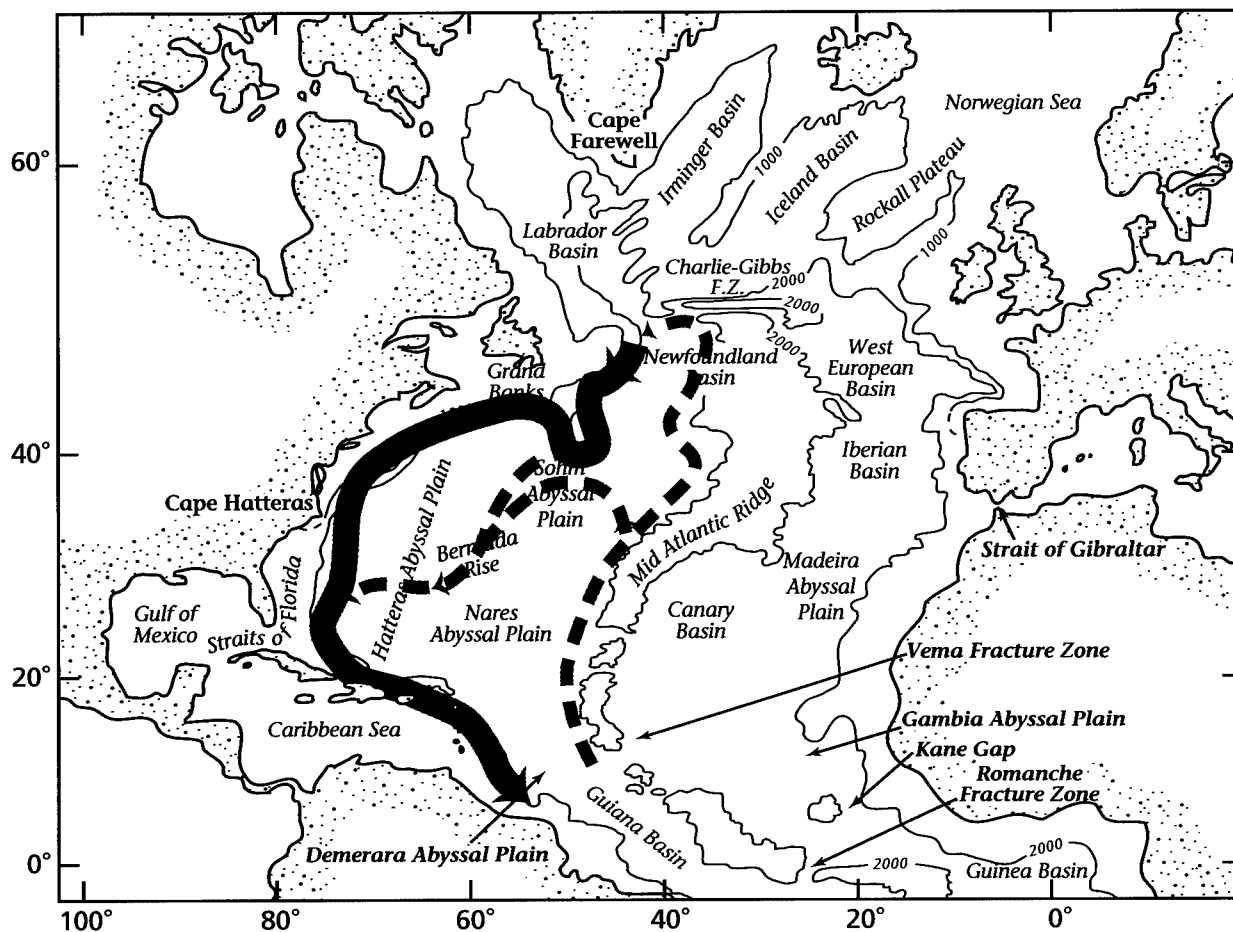 Norwegian Sea
Cape
Farewell
60°
Irminger Basin
1000
Iceland Basin
Rockall Plateau
1000
Labrador
Basin
Charlie-Gibbs
F.Z.
2000
2000
2000
Newfoundland
Basin
West
European
Basin
Grand
Banks
40°
Iberian
Basin
Cape Hatteras
Sohm
Abyssal
Plain
Hatteras Abyssal Plain
Mid Atlantic Ridge
Strait of Gibraltar
Bermuda
Rise
Madeira
Abyssal
Plain
Gulf of
Mexico
Straits of Florida
Nares
Abyssal Plain
Canary
Basin
Vema Fracture Zone
20°
Caribbean Sea
Gambia Abyssal Plain
Kane Gap
Romanche
Fracture Zone
Guiana Basin
Demerara Abyssal Plain
0°
2000
2000
Guinea Basin
100°
80°
60°
40°
20°
0°